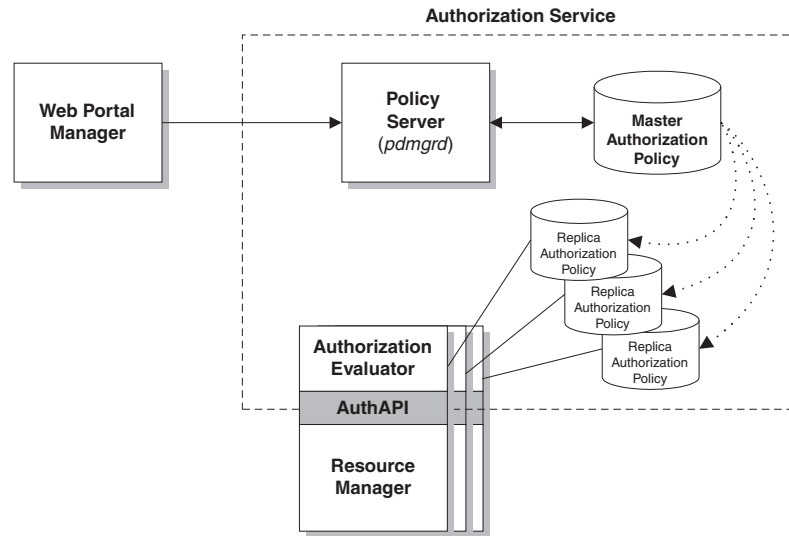 Authorization Service
Web Portal
Manager
Policy
Server
(pdmgrd)
Master
Authorization
Policy
Replica
Authorization
Policy
Replica
Authorization
Policy
Replica
Authorization
Policy
Authorization
Evaluator
AuthAPI
Resource
Manager